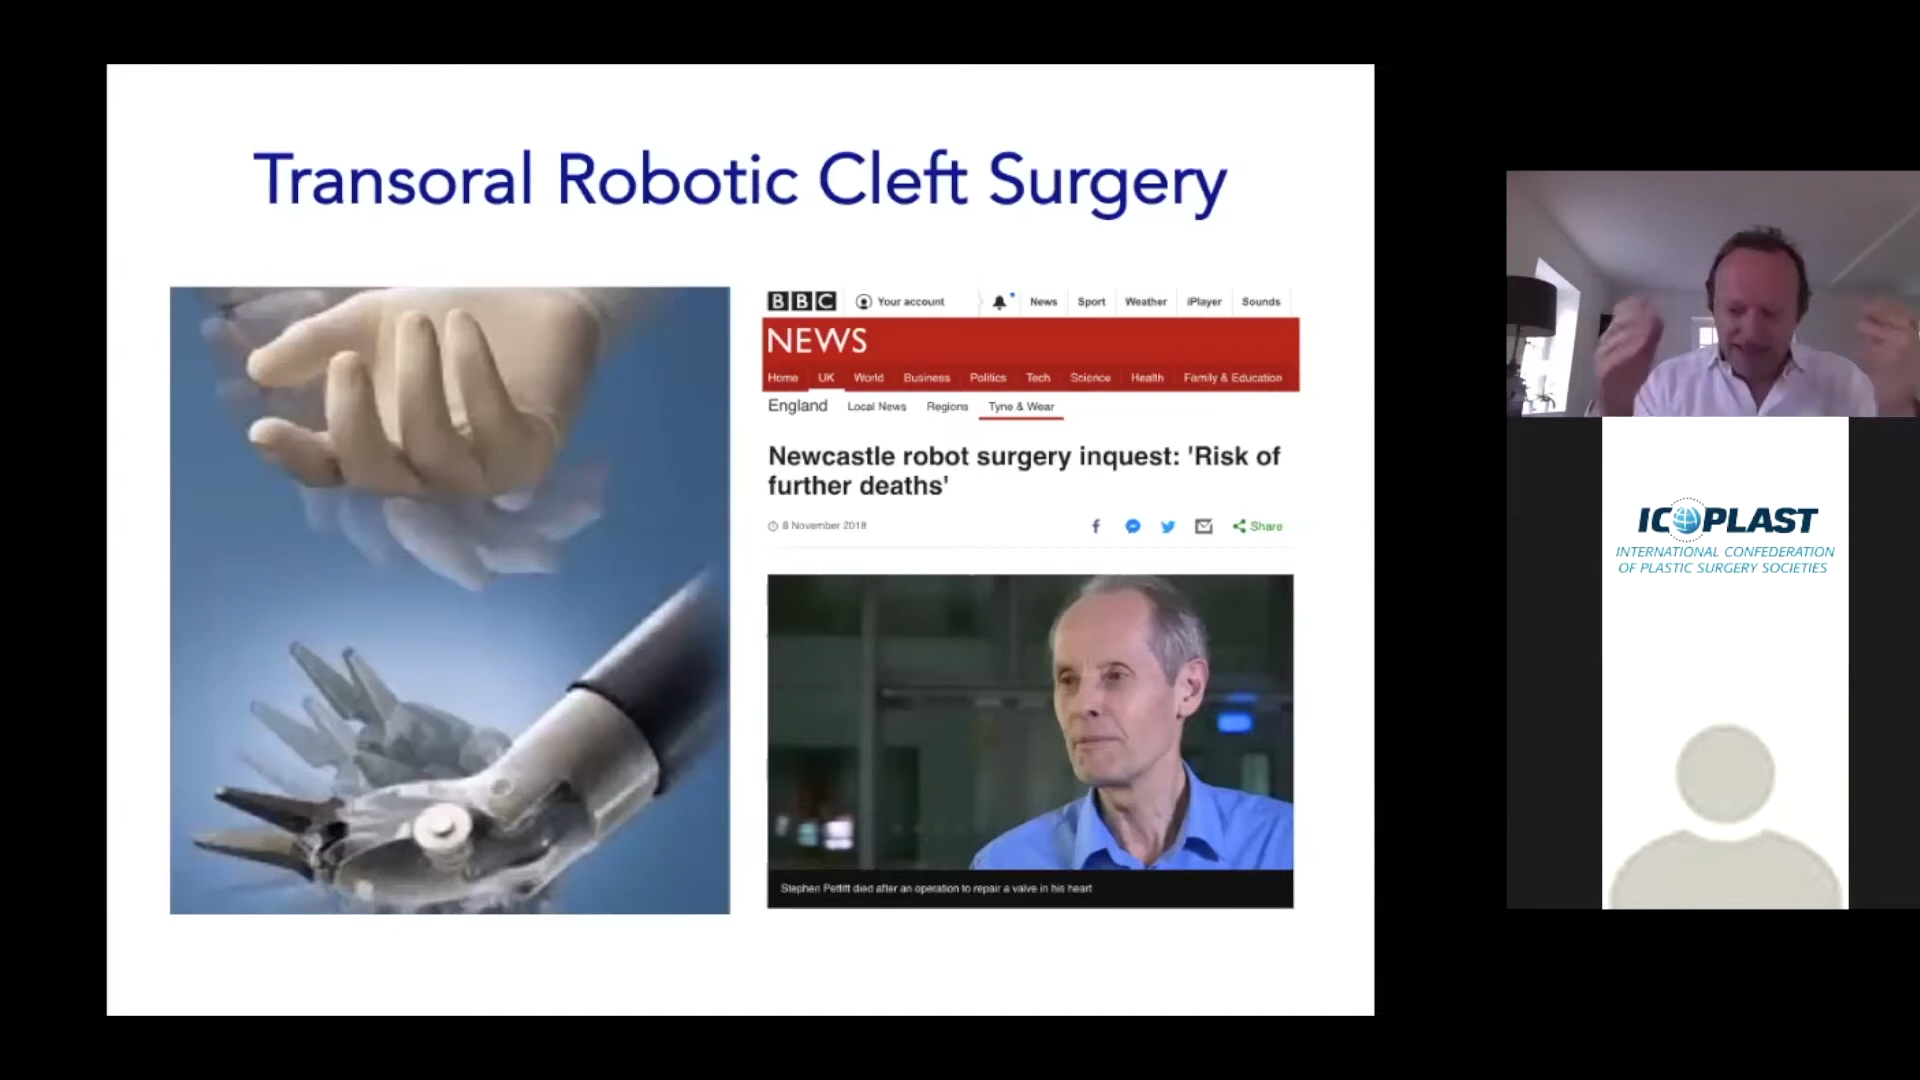 Transoral Robotic Cleft Surgery
BBC Your account News Sport Weather iPlayer Sounds
NEWS
Home UK World Business Politics Tech Science Health Family & Education
England Local News Regions Tyne & Wear
Newcastle robot surgery inquest: 'Risk of
further deaths'
8 November 2018
Share
Stephen Pettitt died after an operation to repair a valve in his heart
ICOPLAST
INTERNATIONAL CONFEDERATION
OF PLASTIC SURGERY SOCIETIES